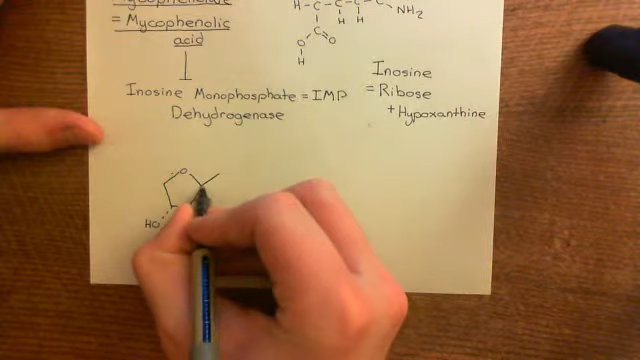 = Mycophenolic
acid
H - C - C - C - C - NH2
H H
C
O O
H
Inosine Monophosphate = IMP
Dehydrogenase
Inosine
= Ribose
+ Hypoxanthine
O
HO